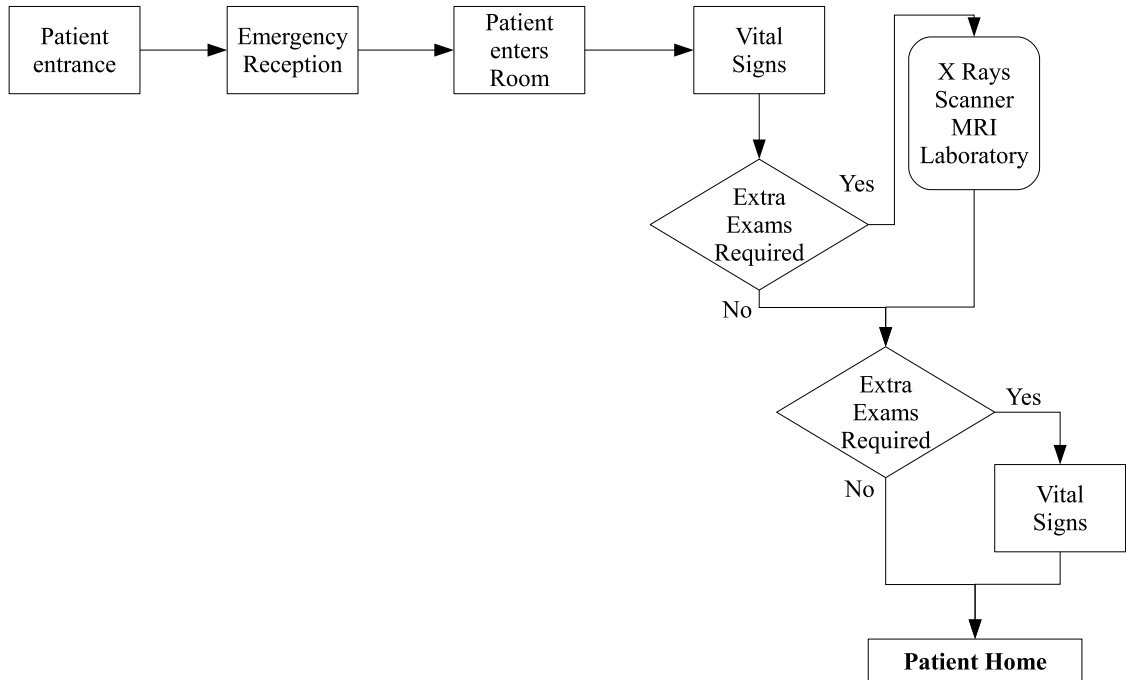 Patient
entrance
Emergency
Reception
Patient
enters
Room
Vital
Signs
X Rays
Scanner
MRI
Laboratory
Yes
Extra
Exams
Required
No
Extra
Exams
Required
Yes
No
Vital
Signs
Patient Home